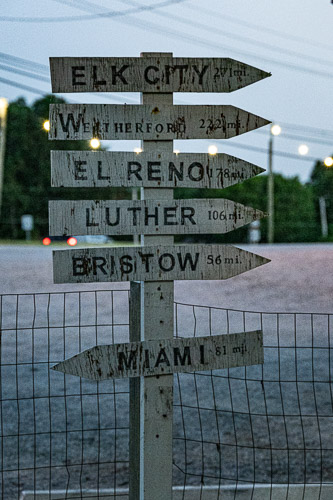 ELK CITY 271 mi.
WEATHERFORD 232 mi.
EL RENO 178 mi.
LUTHER 106 mi.
BRISTOW 56 mi.
MIAMI 81 mi.